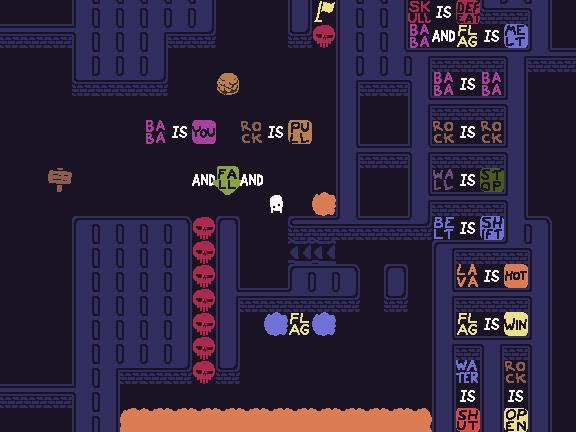 SKULL IS DEFEAT
BABA AND FLAG IS MELT
BABA IS BABA
BABA IS YOU
ROCK IS PULL
ROCK IS ROCK
AND FALL AND
WALL IS STOP
BELT IS SHIFT
LAVA IS HOT
FLAG
FLAG IS WIN
WATER IS SHUT
ROCK IS OPEN